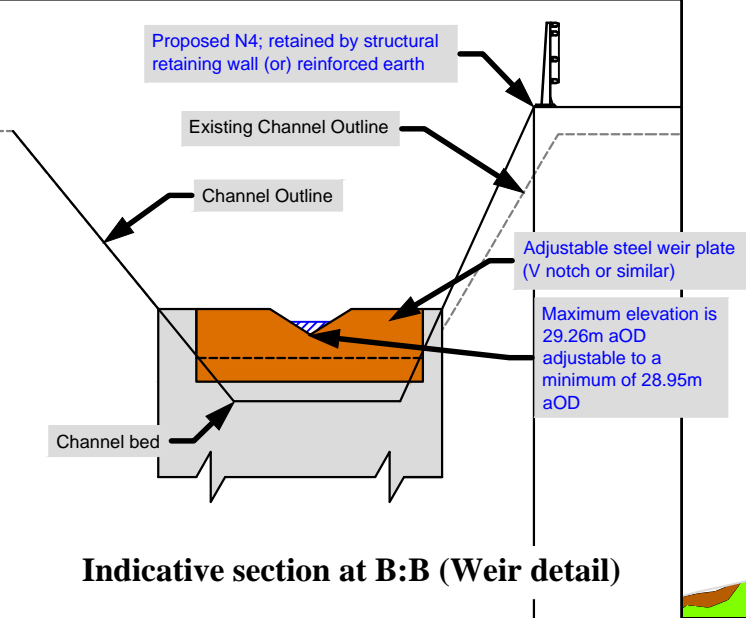 Proposed N4; retained by structural
retaining wall (or) reinforced earth
Existing Channel Outline
Channel Outline
Adjustable steel weir plate
(V notch or similar)
Maximum elevation is
29.26m aOD
adjustable to a
minimum of 28.95m
aOD
Channel bed
Indicative section at B:B (Weir detail)